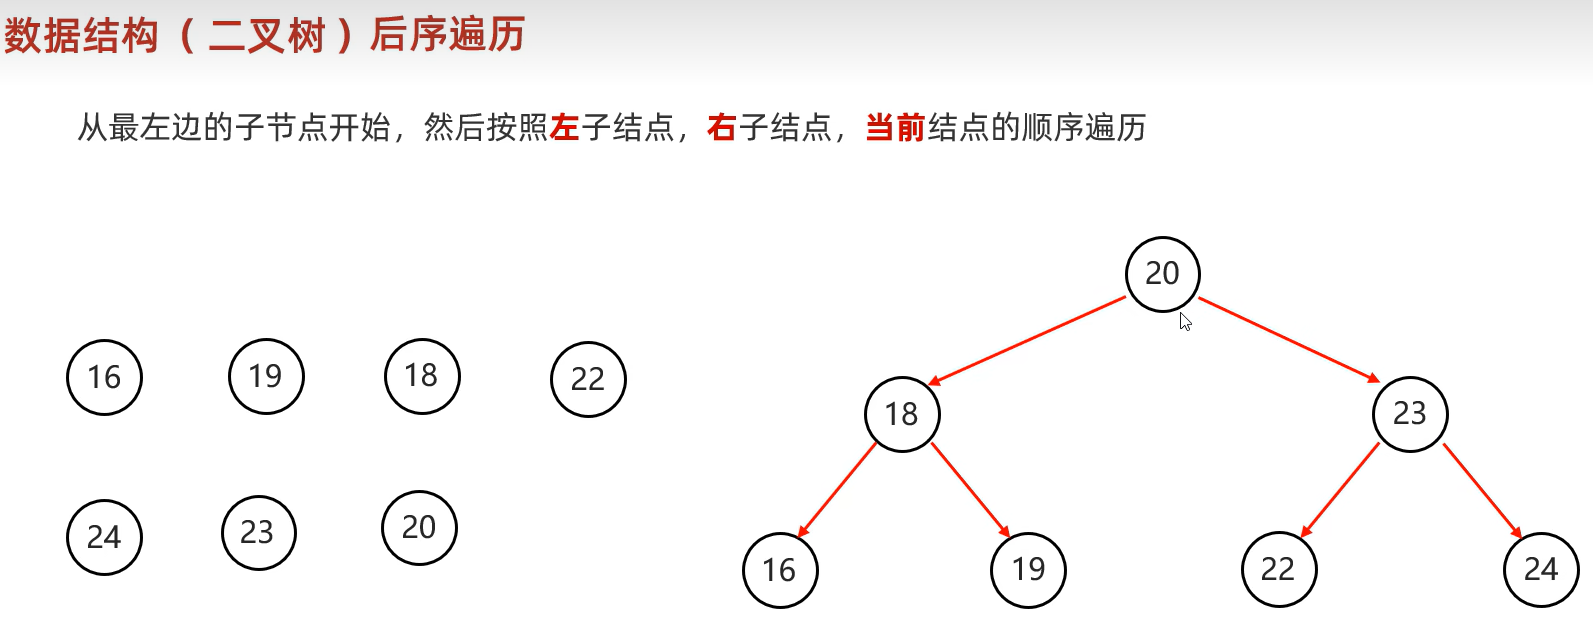 数据结构（二叉树）后序遍历
从最左边的子节点开始，然后按照左子结点，右子结点，当前结点的顺序遍历
20
16 19 18 22
18 23
24 23 20
16 19 22 24